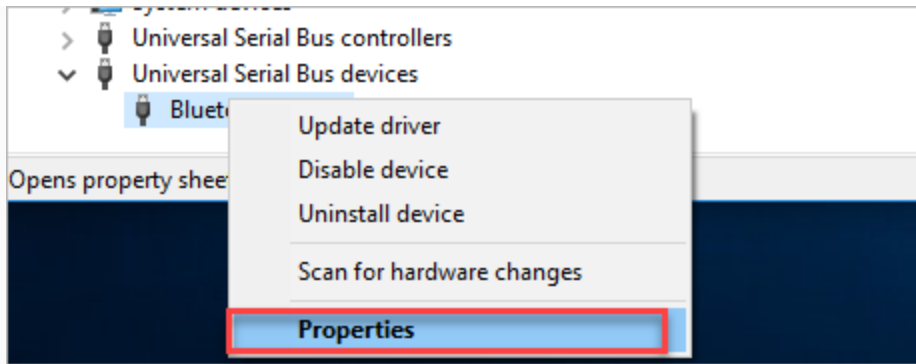 Universal Serial Bus controllers
Universal Serial Bus devices
Update driver
Disable device
Opens property
Uninstall device
Scan for hardware changes
Properties